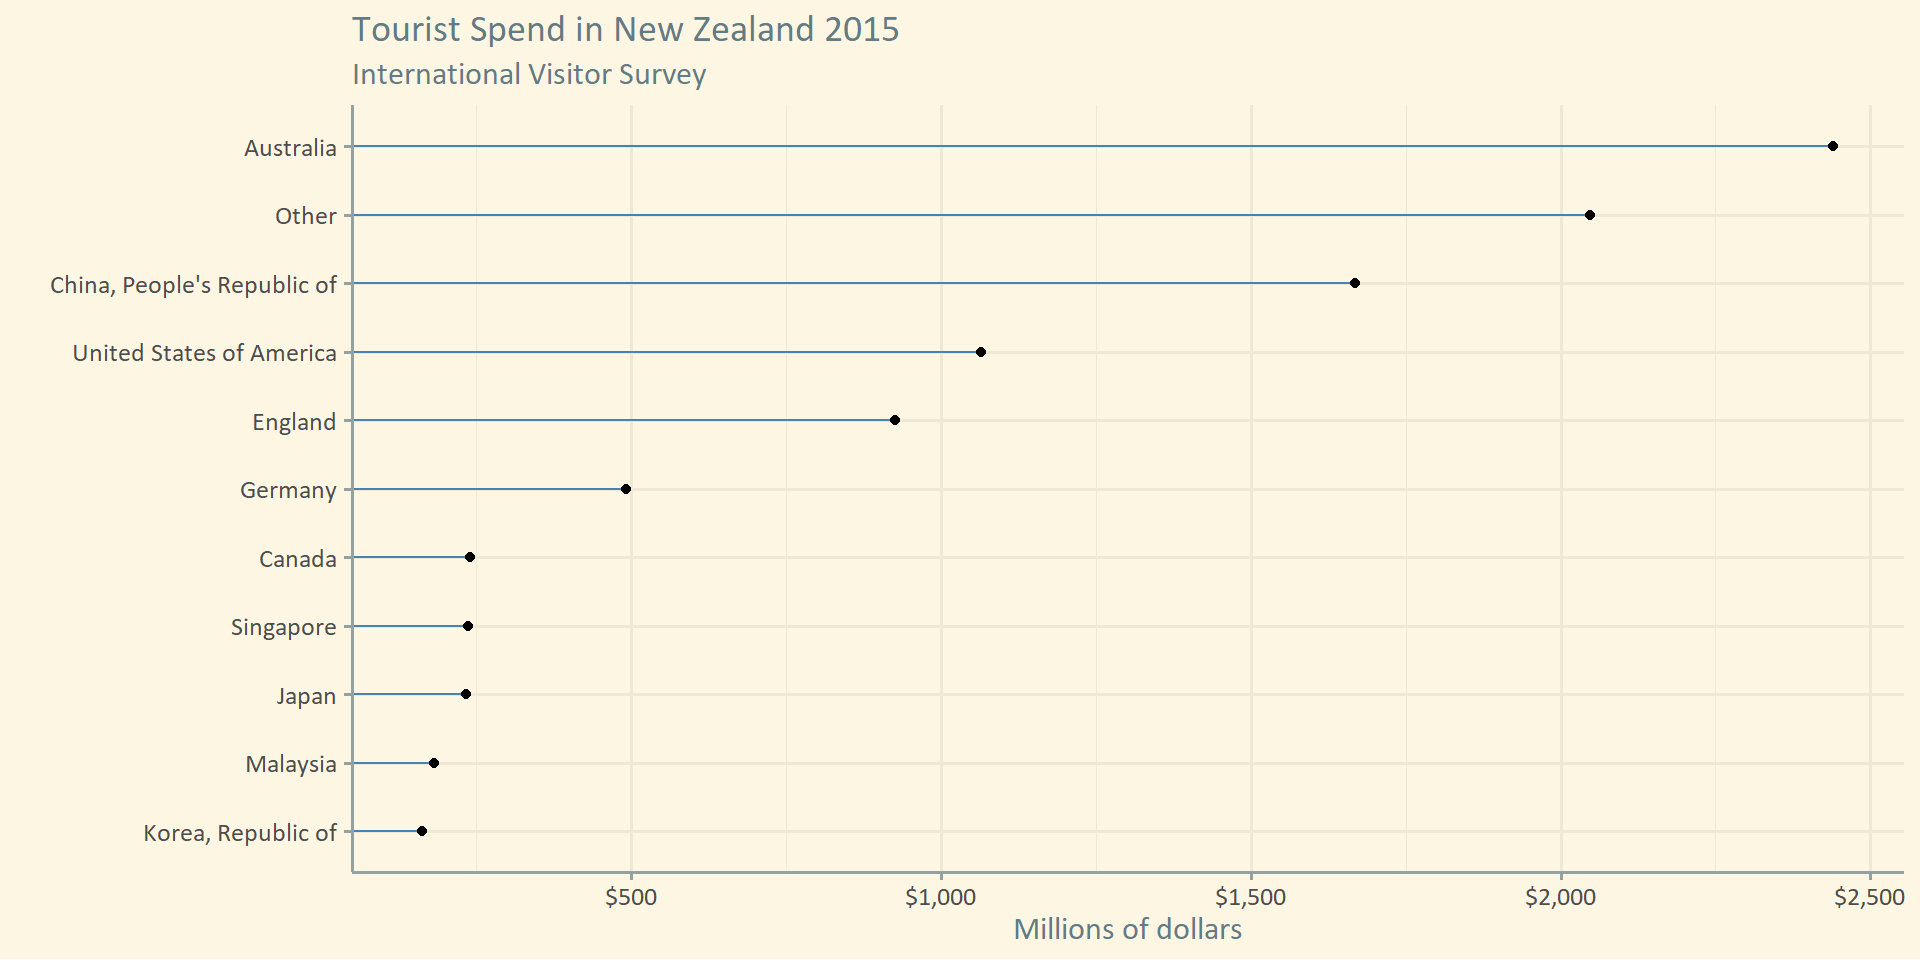 Tourist Spend in New Zealand 2015
International Visitor Survey
Australia
Other
China, People's Republic of
United States of America
England
Germany
Canada
Singapore
Japan
Malaysia
Korea, Republic of
$500 $1,000 $1,500 $2,000 $2,500
Millions of dollars